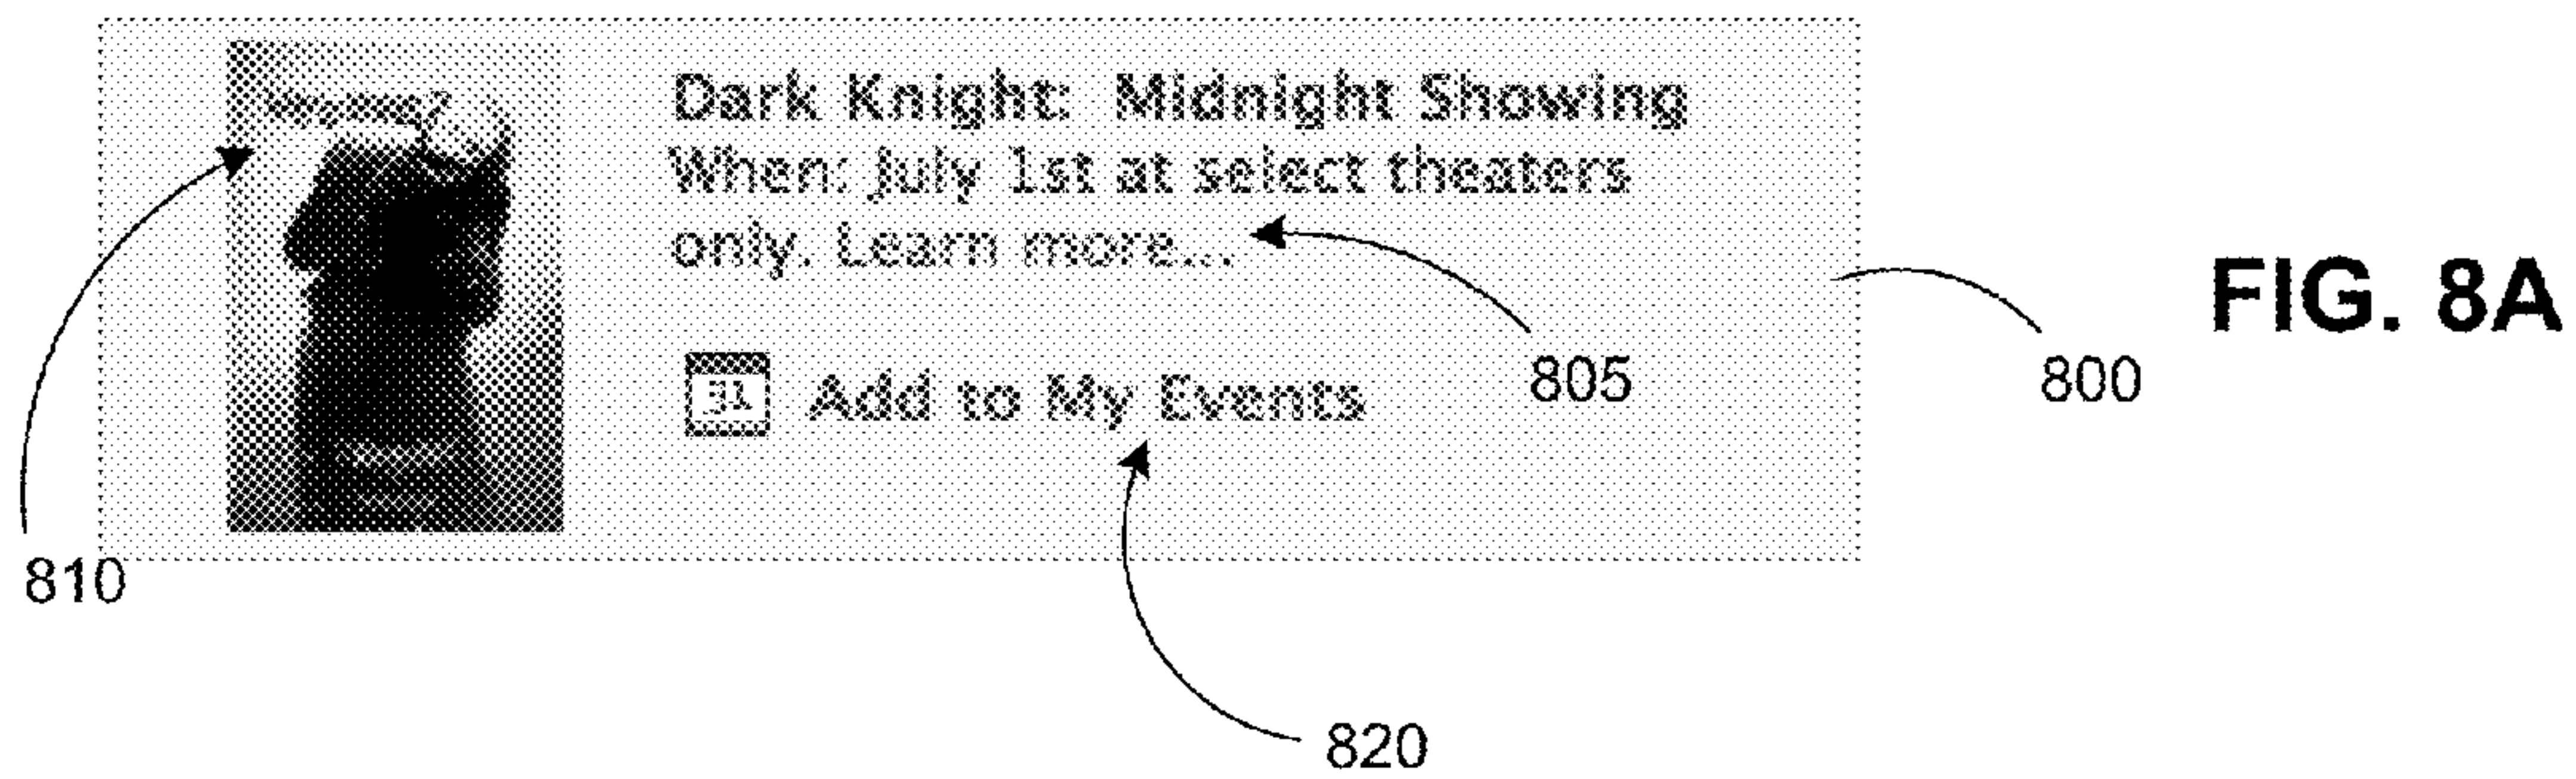 Dark Knight: Midnight Showing
When: July 1st at select theaters
only. Learn more...
31 Add to My Events
805
800
FIG. 8A
810
820